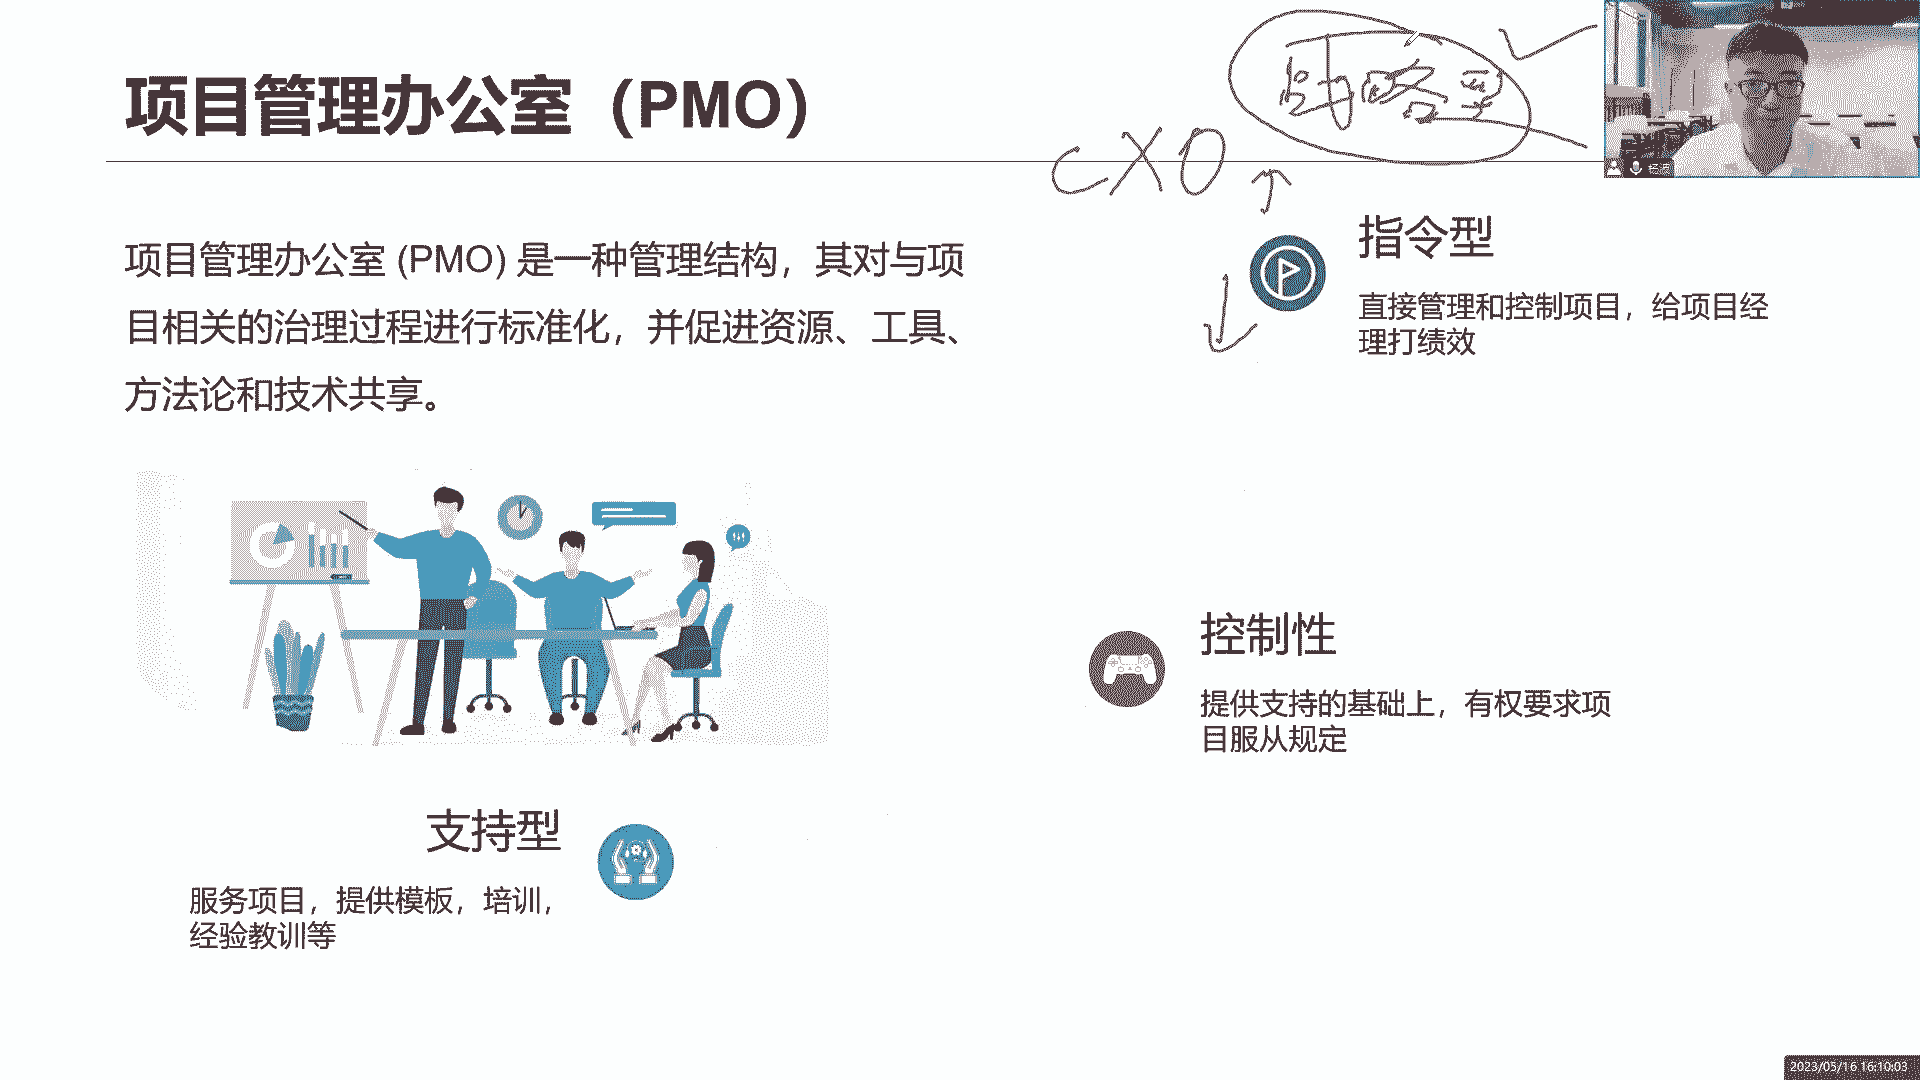 项目管理办公室（PMO）
战略型
CXO
杨波
项目管理办公室 (PMO) 是一种管理结构，其对与项
目相关的治理过程进行标准化，并促进资源、工具、
方法论和技术共享。
指令型
直接管理和控制项目，给项目经
理打绩效
控制性
提供支持的基础上，有权要求项
目服从规定
支持型
服务项目，提供模板，培训，
经验教训等
2023/05/16 16:10:03